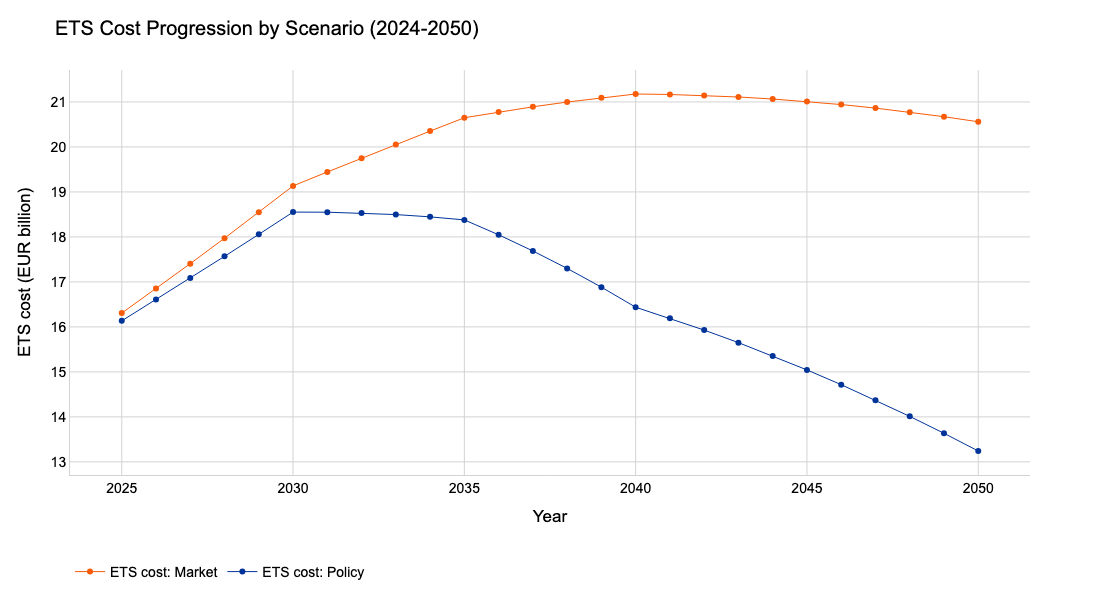 ETS Cost Progression by Scenario (2024-2050)
ETS cost (EUR billion)
21
20
19
18
17
16
15
14
13
2025 2030 2035 2040 2045 2050
Year
ETS cost: Market ETS cost: Policy